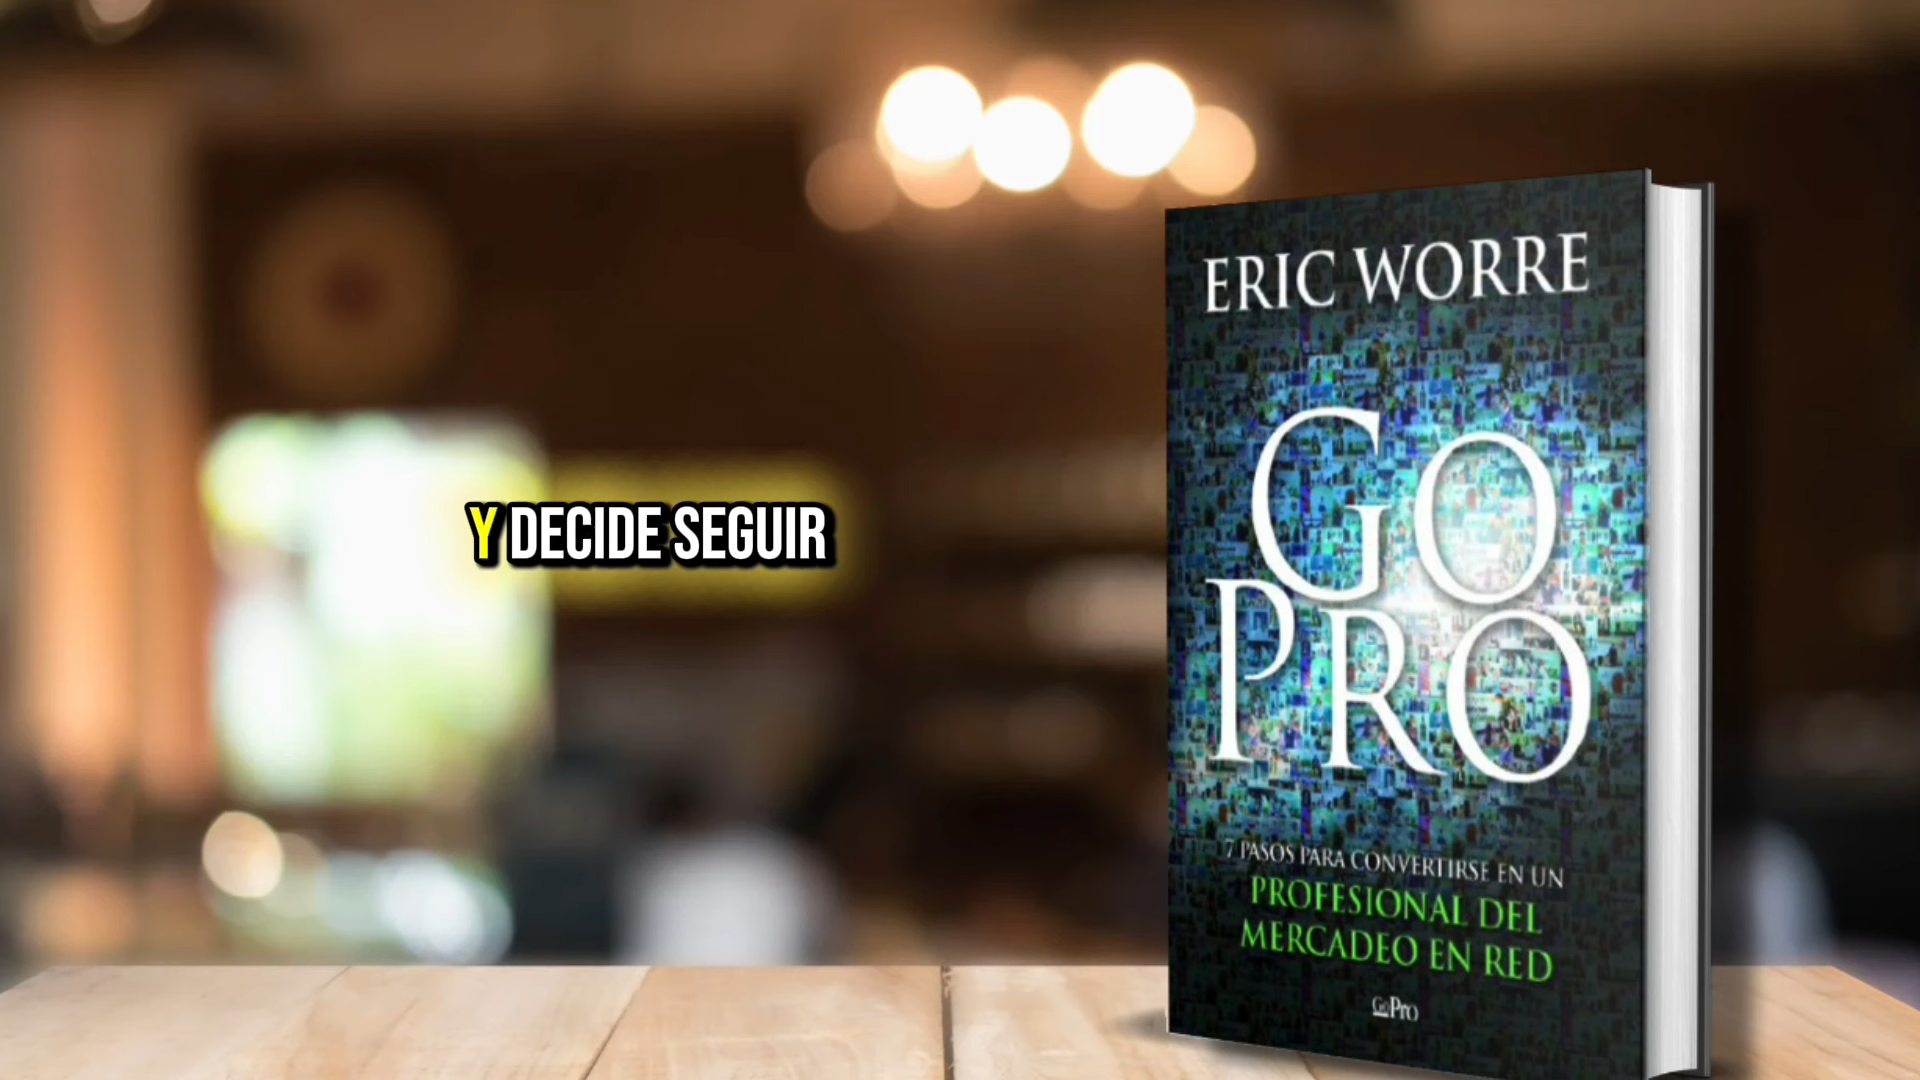 Y DECIDE SEGUIR
ERIC WORRE
GO
PRO
7 PASOS PARA CONVERTIRSE EN UN
PROFESIONAL DEL
MERCADEO EN RED
GoPro